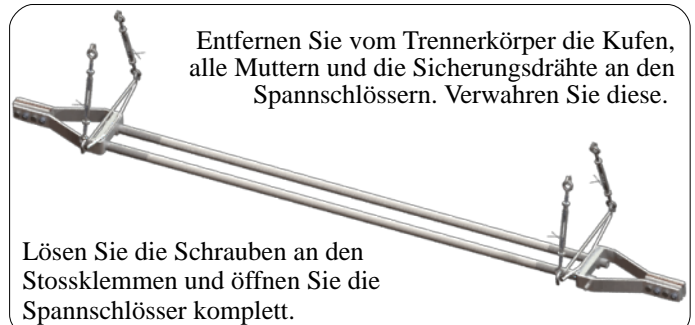 Entfernen Sie vom Trennerkörper die Kufen,
alle Muttern und die Sicherungsdrähte an den
Spannschlössern. Verwahren Sie diese.
Lösen Sie die Schrauben an den
Stossklemmen und öffnen Sie die
Spannschlösser komplett.